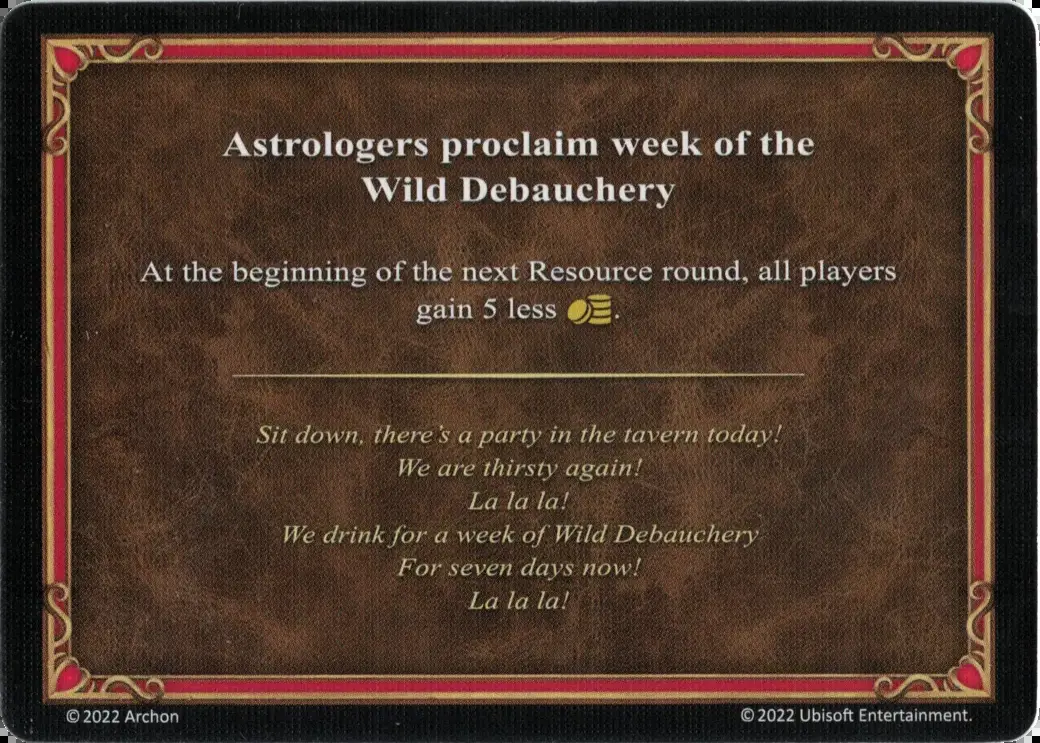 Astrologers proclaim week of the
Wild Debauchery
At the beginning of the next Resource round, all players
gain 5 less .
Sit down, there's a party in the tavern today!
We are thirsty again!
La la la!
We drink for a week of Wild Debauchery
For seven days now!
La la la!
© 2022 Archon
© 2022 Ubisoft Entertainment.